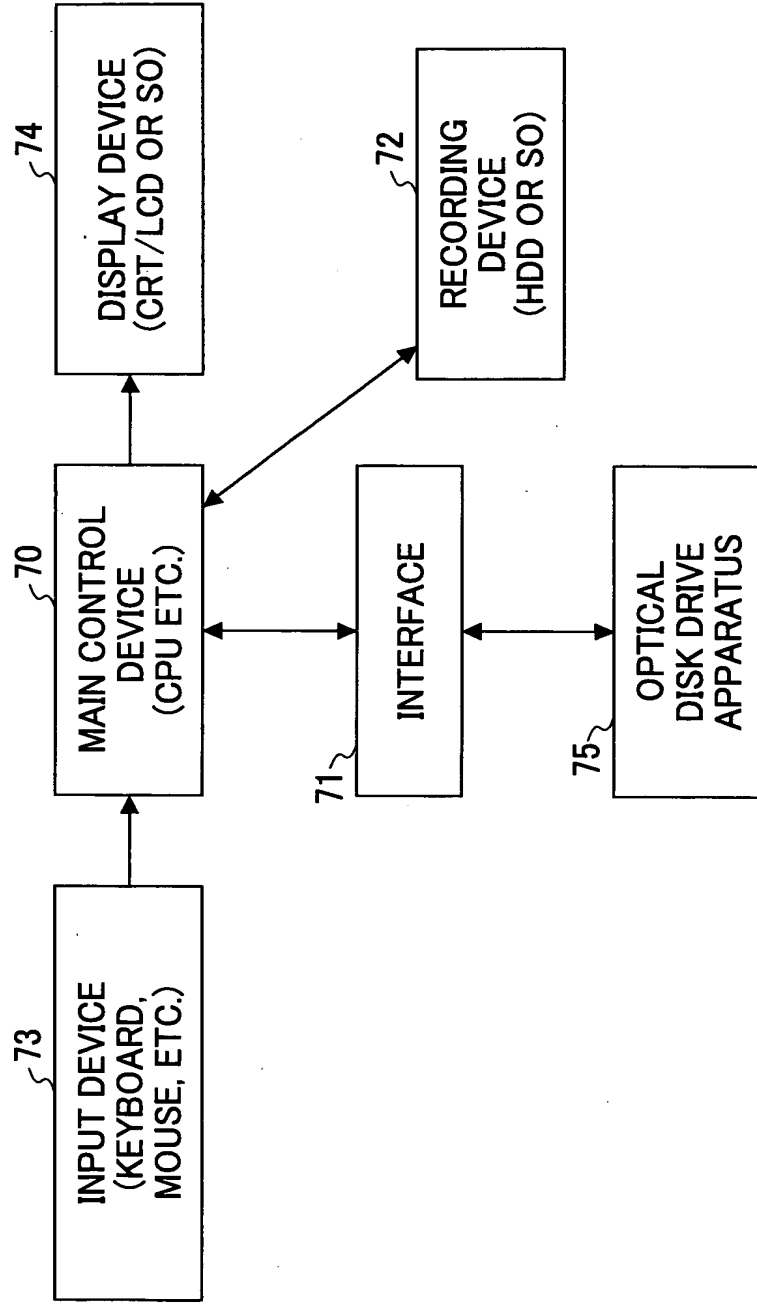 73
INPUT DEVICE
(KEYBOARD,
MOUSE, ETC.)
70
MAIN CONTROL
DEVICE
(CPU ETC.)
74
DISPLAY DEVICE
(CRT/LCD OR SO)
72
RECORDING
DEVICE
(HDD OR SO)
71
INTERFACE
75
OPTICAL
DISK DRIVE
APPARATUS